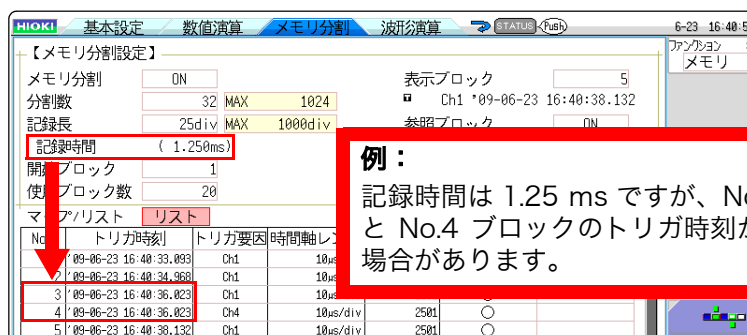 HIOKI 基本設定 数値演算 メモリ分割 波形演算 STATUS Push 6-23 16:40:5
【メモリ分割設定】
ファンクション
メモリ
メモリ分割 ON 表示ブロック 5
分割数 32 MAX 1024 Ch1 '09-06-23 16:40:38.132
記録長 25div MAX 1000div 参照ブロック ON
記録時間 ( 1.250ms)
開始ブロック 1
使用ブロック数 20
マップ/リスト リスト
例：
記録時間は 1.25 ms ですが、No
と No.4 ブロックのトリガ時刻が
場合があります。
No トリガ時刻 トリガ要因 時間軸レン
'09-06-23 16:40:33.093 Ch1 10μs
2 '09-06-23 16:40:34.968 Ch1 10μs
3 '09-06-23 16:40:36.023 Ch1 10μs
4 '09-06-23 16:40:36.023 Ch4 10μs/div 2501 ○
5 '09-06-23 16:40:38.132 Ch1 10μs/div 2501 ○